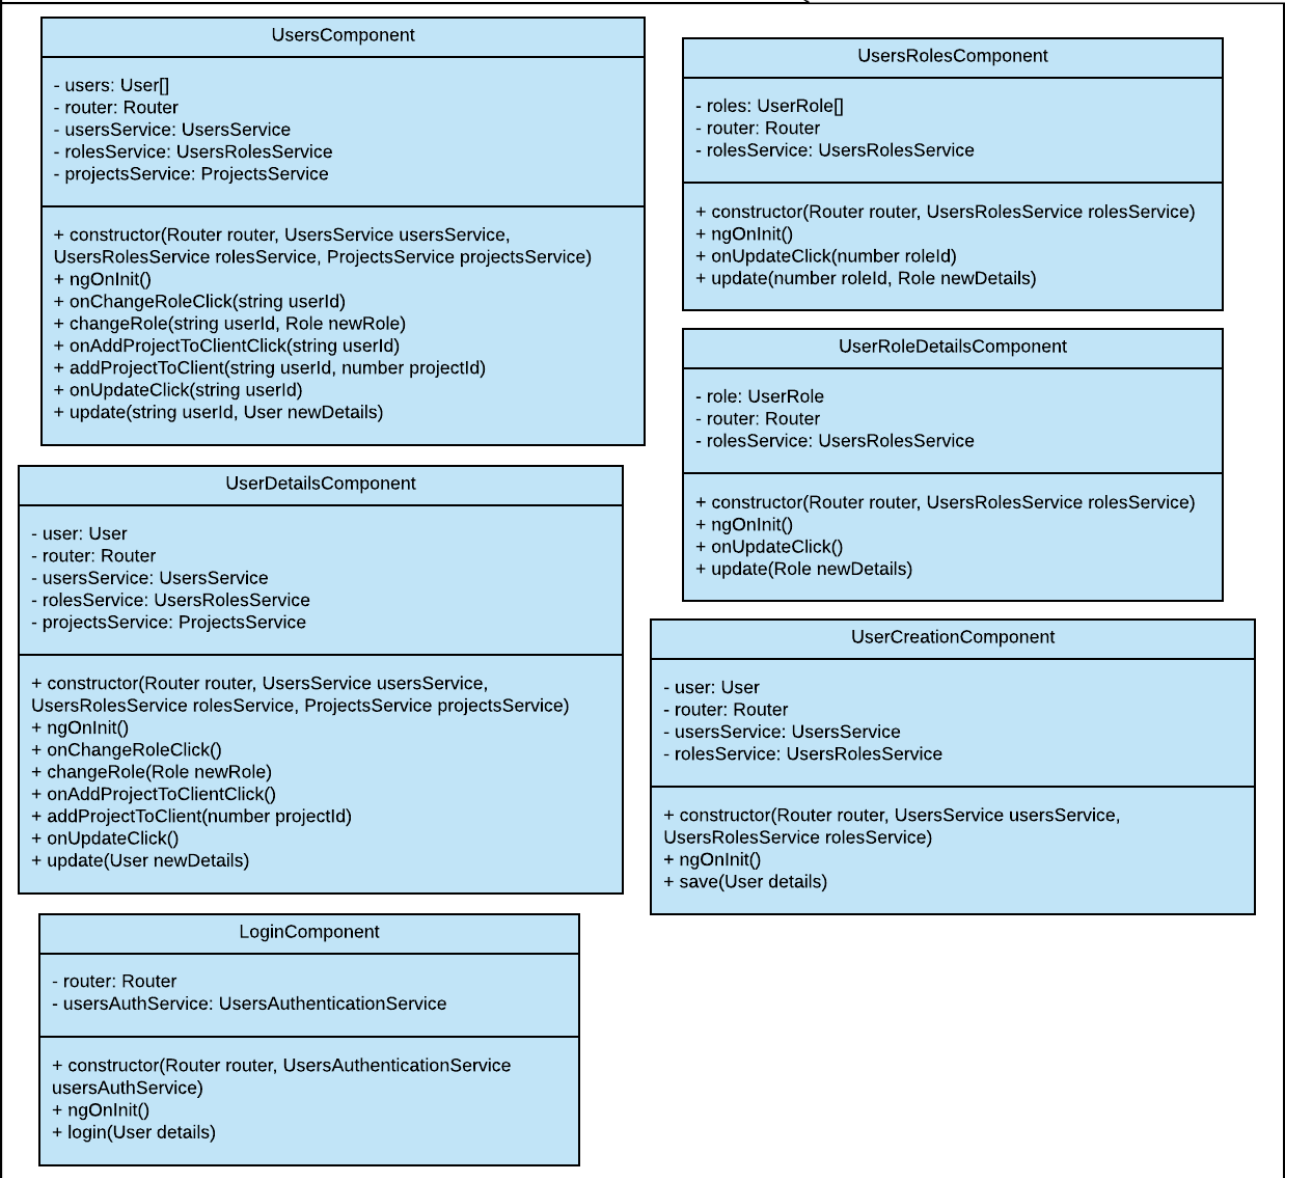 UsersComponent
- users: User[]
- router: Router
- usersService: UsersService
- rolesService: UsersRolesService
- projectsService: ProjectsService
+ constructor(Router router, UsersService usersService,
UsersRolesService rolesService, ProjectsService projectsService)
+ ngOnInit()
+ onChangeRoleClick(string userId)
+ changeRole(string userId, Role newRole)
+ onAddProjectToClientClick(string userId)
+ addProjectToClient(string userId, number projectId)
+ onUpdateClick(string userId)
+ update(string userId, User newDetails)
UserDetailsComponent
- user: User
- router: Router
- usersService: UsersService
- rolesService: UsersRolesService
- projectsService: ProjectsService
+ constructor(Router router, UsersService usersService,
UsersRolesService rolesService, ProjectsService projectsService)
+ ngOnInit()
+ onChangeRoleClick()
+ changeRole(Role newRole)
+ onAddProjectToClientClick()
+ addProjectToClient(number projectId)
+ onUpdateClick()
+ update(User newDetails)
LoginComponent
- router: Router
- usersAuthService: UsersAuthenticationService
+ constructor(Router router, UsersAuthenticationService
usersAuthService)
+ ngOnInit()
+ login(User details)
UsersRolesComponent
- roles: UserRole[]
- router: Router
- rolesService: UsersRolesService
+ constructor(Router router, UsersRolesService rolesService)
+ ngOnInit()
+ onUpdateClick(number roleId)
+ update(number roleId, Role newDetails)
UserRoleDetailsComponent
- role: UserRole
- router: Router
- rolesService: UsersRolesService
+ constructor(Router router, UsersRolesService rolesService)
+ ngOnInit()
+ onUpdateClick()
+ update(Role newDetails)
UserCreationComponent
- user: User
- router: Router
- usersService: UsersService
- rolesService: UsersRolesService
+ constructor(Router router, UsersService usersService,
UsersRolesService rolesService)
+ ngOnInit()
+ save(User details)